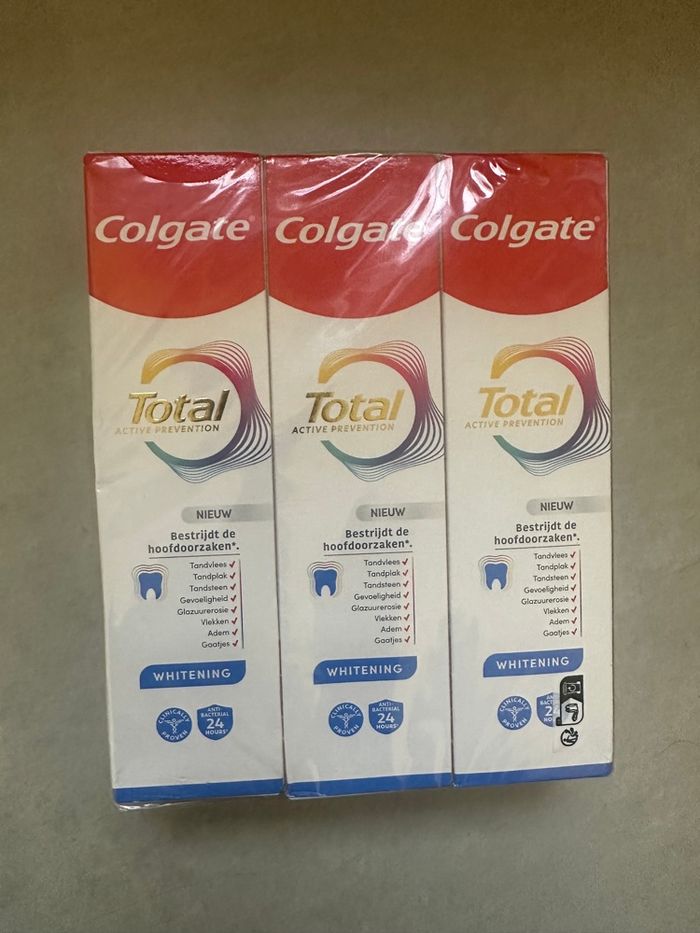 Colgate®
Total
ACTIVE PREVENTION
NIEUW
Bestrijdt de
hoofdoorzaken*.
Tandvlees ✓
Tandplak ✓
Tandsteen ✓
Gevoeligheid ✓
Glazuurerosie ✓
Vlekken ✓
Adem ✓
Gaatjes ✓
WHITENING
CLINICALLY
PROVEN
ANTI-
BACTERIAL
24
HOURS†
Colgate
Total
ACTIVE PREVENTION
NIEUW
Bestrijdt de
hoofdoorzaken*.
Tandvlees ✓
Tandplak ✓
Tandsteen ✓
Gevoeligheid ✓
Glazuurerosie ✓
Vlekken ✓
Adem ✓
Gaatjes ✓
WHITENING
CLINICALLY
PROVEN
ANTI-
BACTERIAL
24
HOURS†
Colgate®
Total
ACTIVE PREVENTION
NIEUW
Bestrijdt de
hoofdoorzaken*.
Tandvlees ✓
Tandplak ✓
Tandsteen ✓
Gevoeligheid ✓
Glazuurerosie ✓
Vlekken ✓
Adem ✓
Gaatjes ✓
WHITENING
CLINICALLY
PROVEN